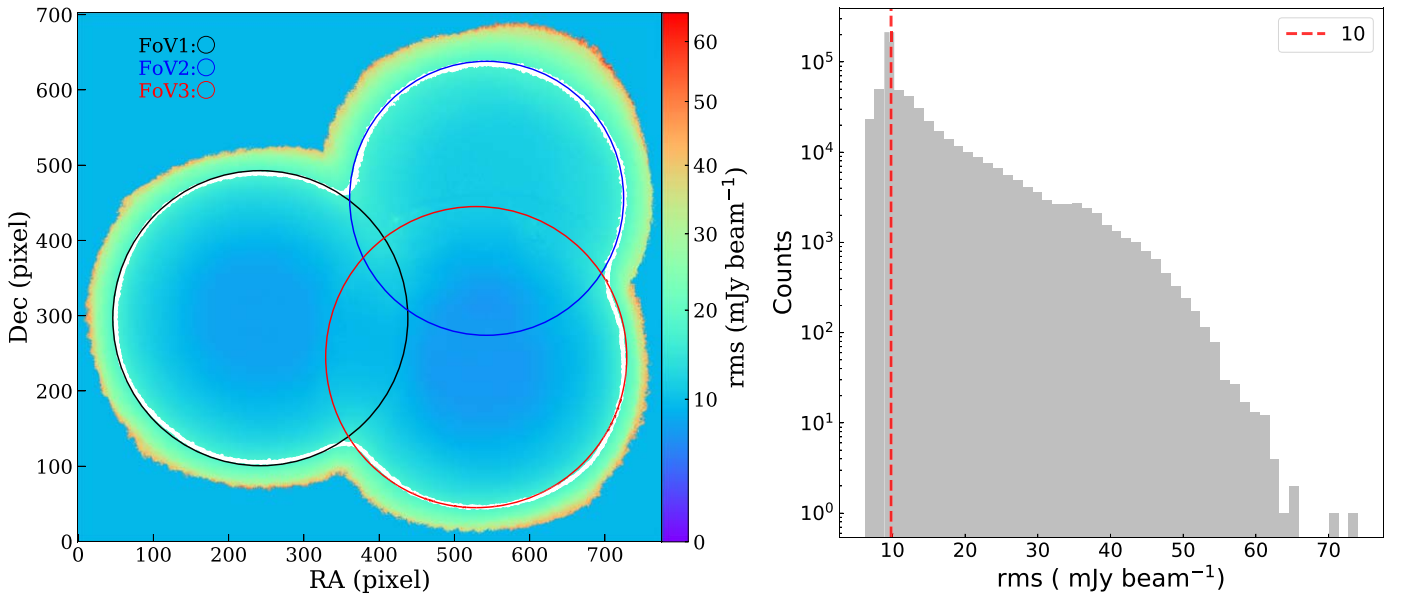 700
600
500
400
300
200
100
0
Dec (pixel)
FoV1:○
FoV2:○
FoV3:○
0 100 200 300 400 500 600 700
RA (pixel)
60
50
40
30
20
10
0
rms (mJy beam⁻¹)
10⁵
10⁴
10³
10²
10¹
10⁰
Counts
10
10 20 30 40 50 60 70
rms ( mJy beam⁻¹)